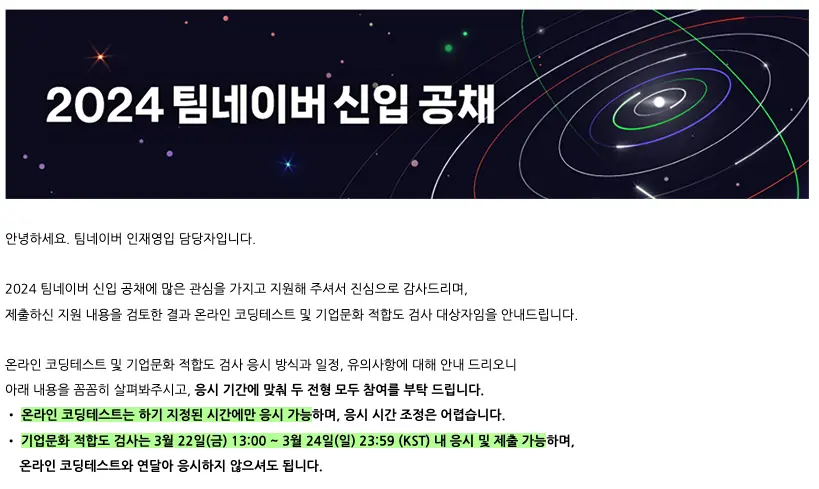 2024 팀네이버 신입 공채
안녕하세요. 팀네이버 인재영입 담당자입니다.
2024 팀네이버 신입 공채에 많은 관심을 가지고 지원해 주셔서 진심으로 감사드리며,
제출하신 지원 내용을 검토한 결과 온라인 코딩테스트 및 기업문화 적합도 검사 대상자임을 안내드립니다.
온라인 코딩테스트 및 기업문화 적합도 검사 응시 방식과 일정, 유의사항에 대해 안내 드리오니
아래 내용을 꼼꼼히 살펴봐주시고, 응시 기간에 맞춰 두 전형 모두 참여를 부탁 드립니다.
• 온라인 코딩테스트는 하기 지정된 시간에만 응시 가능하며, 응시 시간 조정은 어렵습니다.
• 기업문화 적합도 검사는 3월 22일(금) 13:00 ~ 3월 24일(일) 23:59 (KST) 내 응시 및 제출 가능하며,
온라인 코딩테스트와 연달아 응시하지 않으셔도 됩니다.